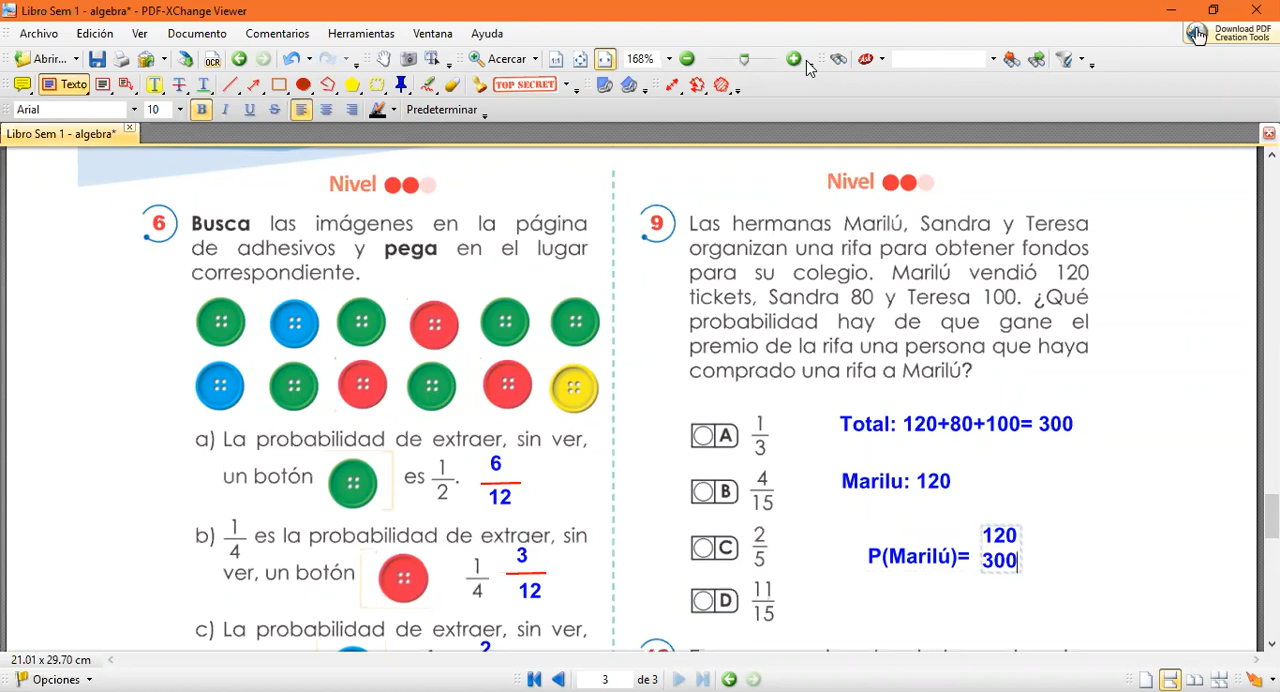 Libro Sem 1 - algebra* - PDF-XChange Viewer
Archivo Edición Ver Documento Comentarios Herramientas Ventana Ayuda
Download PDF
Creation Tools
Abrir...
OCR
Acercar
168%
Texto
TOP SECRET
Arial
10
B I U S
Predeterminar
Libro Sem 1 - algebra*
Nivel
6
Busca las imágenes en la página
de adhesivos y pega en el lugar
correspondiente.
a) La probabilidad de extraer, sin ver,
un botón es 1/2. 6/12
b) 1/4 es la probabilidad de extraer, sin
ver, un botón 1/4 3/12
c) La probabilidad de extraer, sin ver,
2
Nivel
9
Las hermanas Marilú, Sandra y Teresa
organizan una rifa para obtener fondos
para su colegio. Marilú vendió 120
tickets, Sandra 80 y Teresa 100. ¿Qué
probabilidad hay de que gane el
premio de la rifa una persona que haya
comprado una rifa a Marilú?
A 1/3
B 4/15
C 2/5
D 11/15
Total: 120+80+100= 300
Marilu: 120
P(Marilú)= 120
300
21.01 x 29.70 cm
Opciones
3
de 3